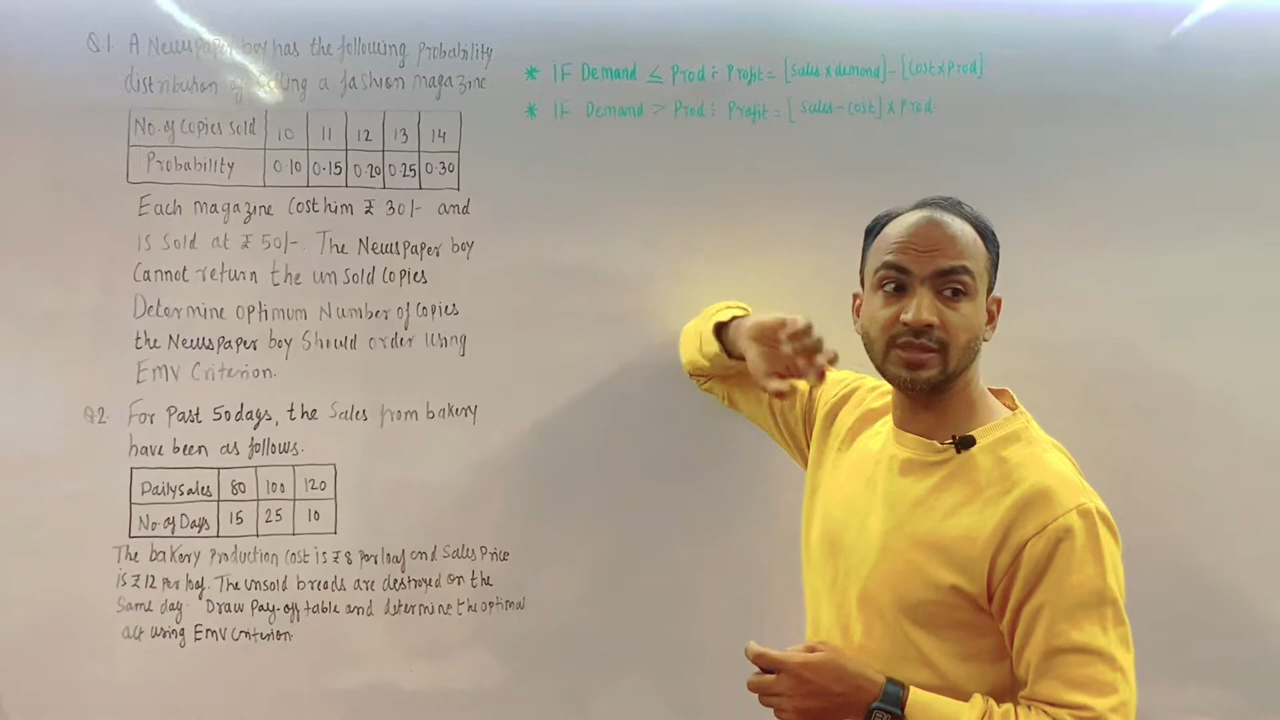 Q.1. A Newspaper boy has the following Probability
distribution of selling a fashion magazine
No. of Copies Sold 10 11 12 13 14
Probability 0.10 0.15 0.20 0.25 0.30
Each magazine Cost him ₹ 30/- and
is Sold at ₹ 50/-. The Newspaper boy
Cannot return the unsold Copies
Determine optimum Number of Copies
the Newspaper boy Should order Using
EMV Criterion.
Q2. For Past 50 days, the Sales from bakery
have been as follows.
Daily sales 80 100 120
No. of Days 15 25 10
The bakery Production Cost is ₹ 8 Per loaf and Sales Price
is ₹ 12 Per loaf. The unsold breads are destroyed on the
Same day. Draw Pay-off table and determine the optimal
act using EMV Criterion.
* IF Demand ≤ Prod : Profit = [Sales x demand] - [Cost x Prod]
* IF Demand > Prod : Profit = [Sales - Cost] x Prod.